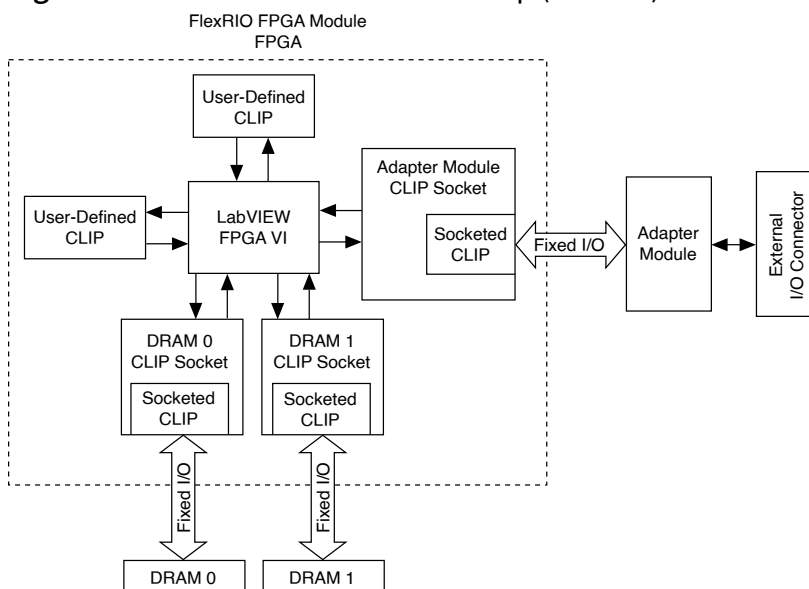 FlexRIO FPGA Module
FPGA
User-Defined
CLIP
User-Defined
CLIP
LabVIEW
FPGA VI
Adapter Module
CLIP Socket
Socketed
CLIP
Fixed I/O
Adapter
Module
External
I/O Connector
DRAM 0
CLIP Socket
Socketed
CLIP
DRAM 1
CLIP Socket
Socketed
CLIP
Fixed I/O
Fixed I/O
DRAM 0
DRAM 1